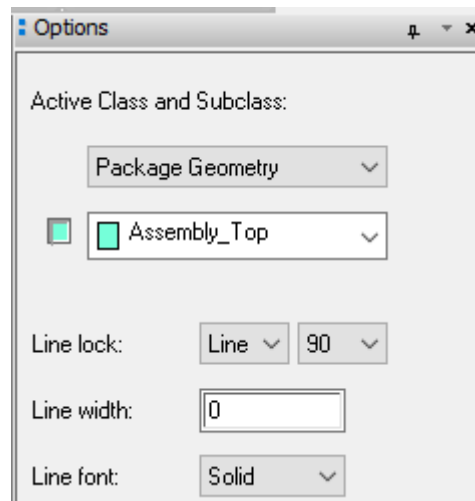 Options
Active Class and Subclass:
Package Geometry
Assembly_Top
Line lock: Line 90
Line width: 0
Line font: Solid